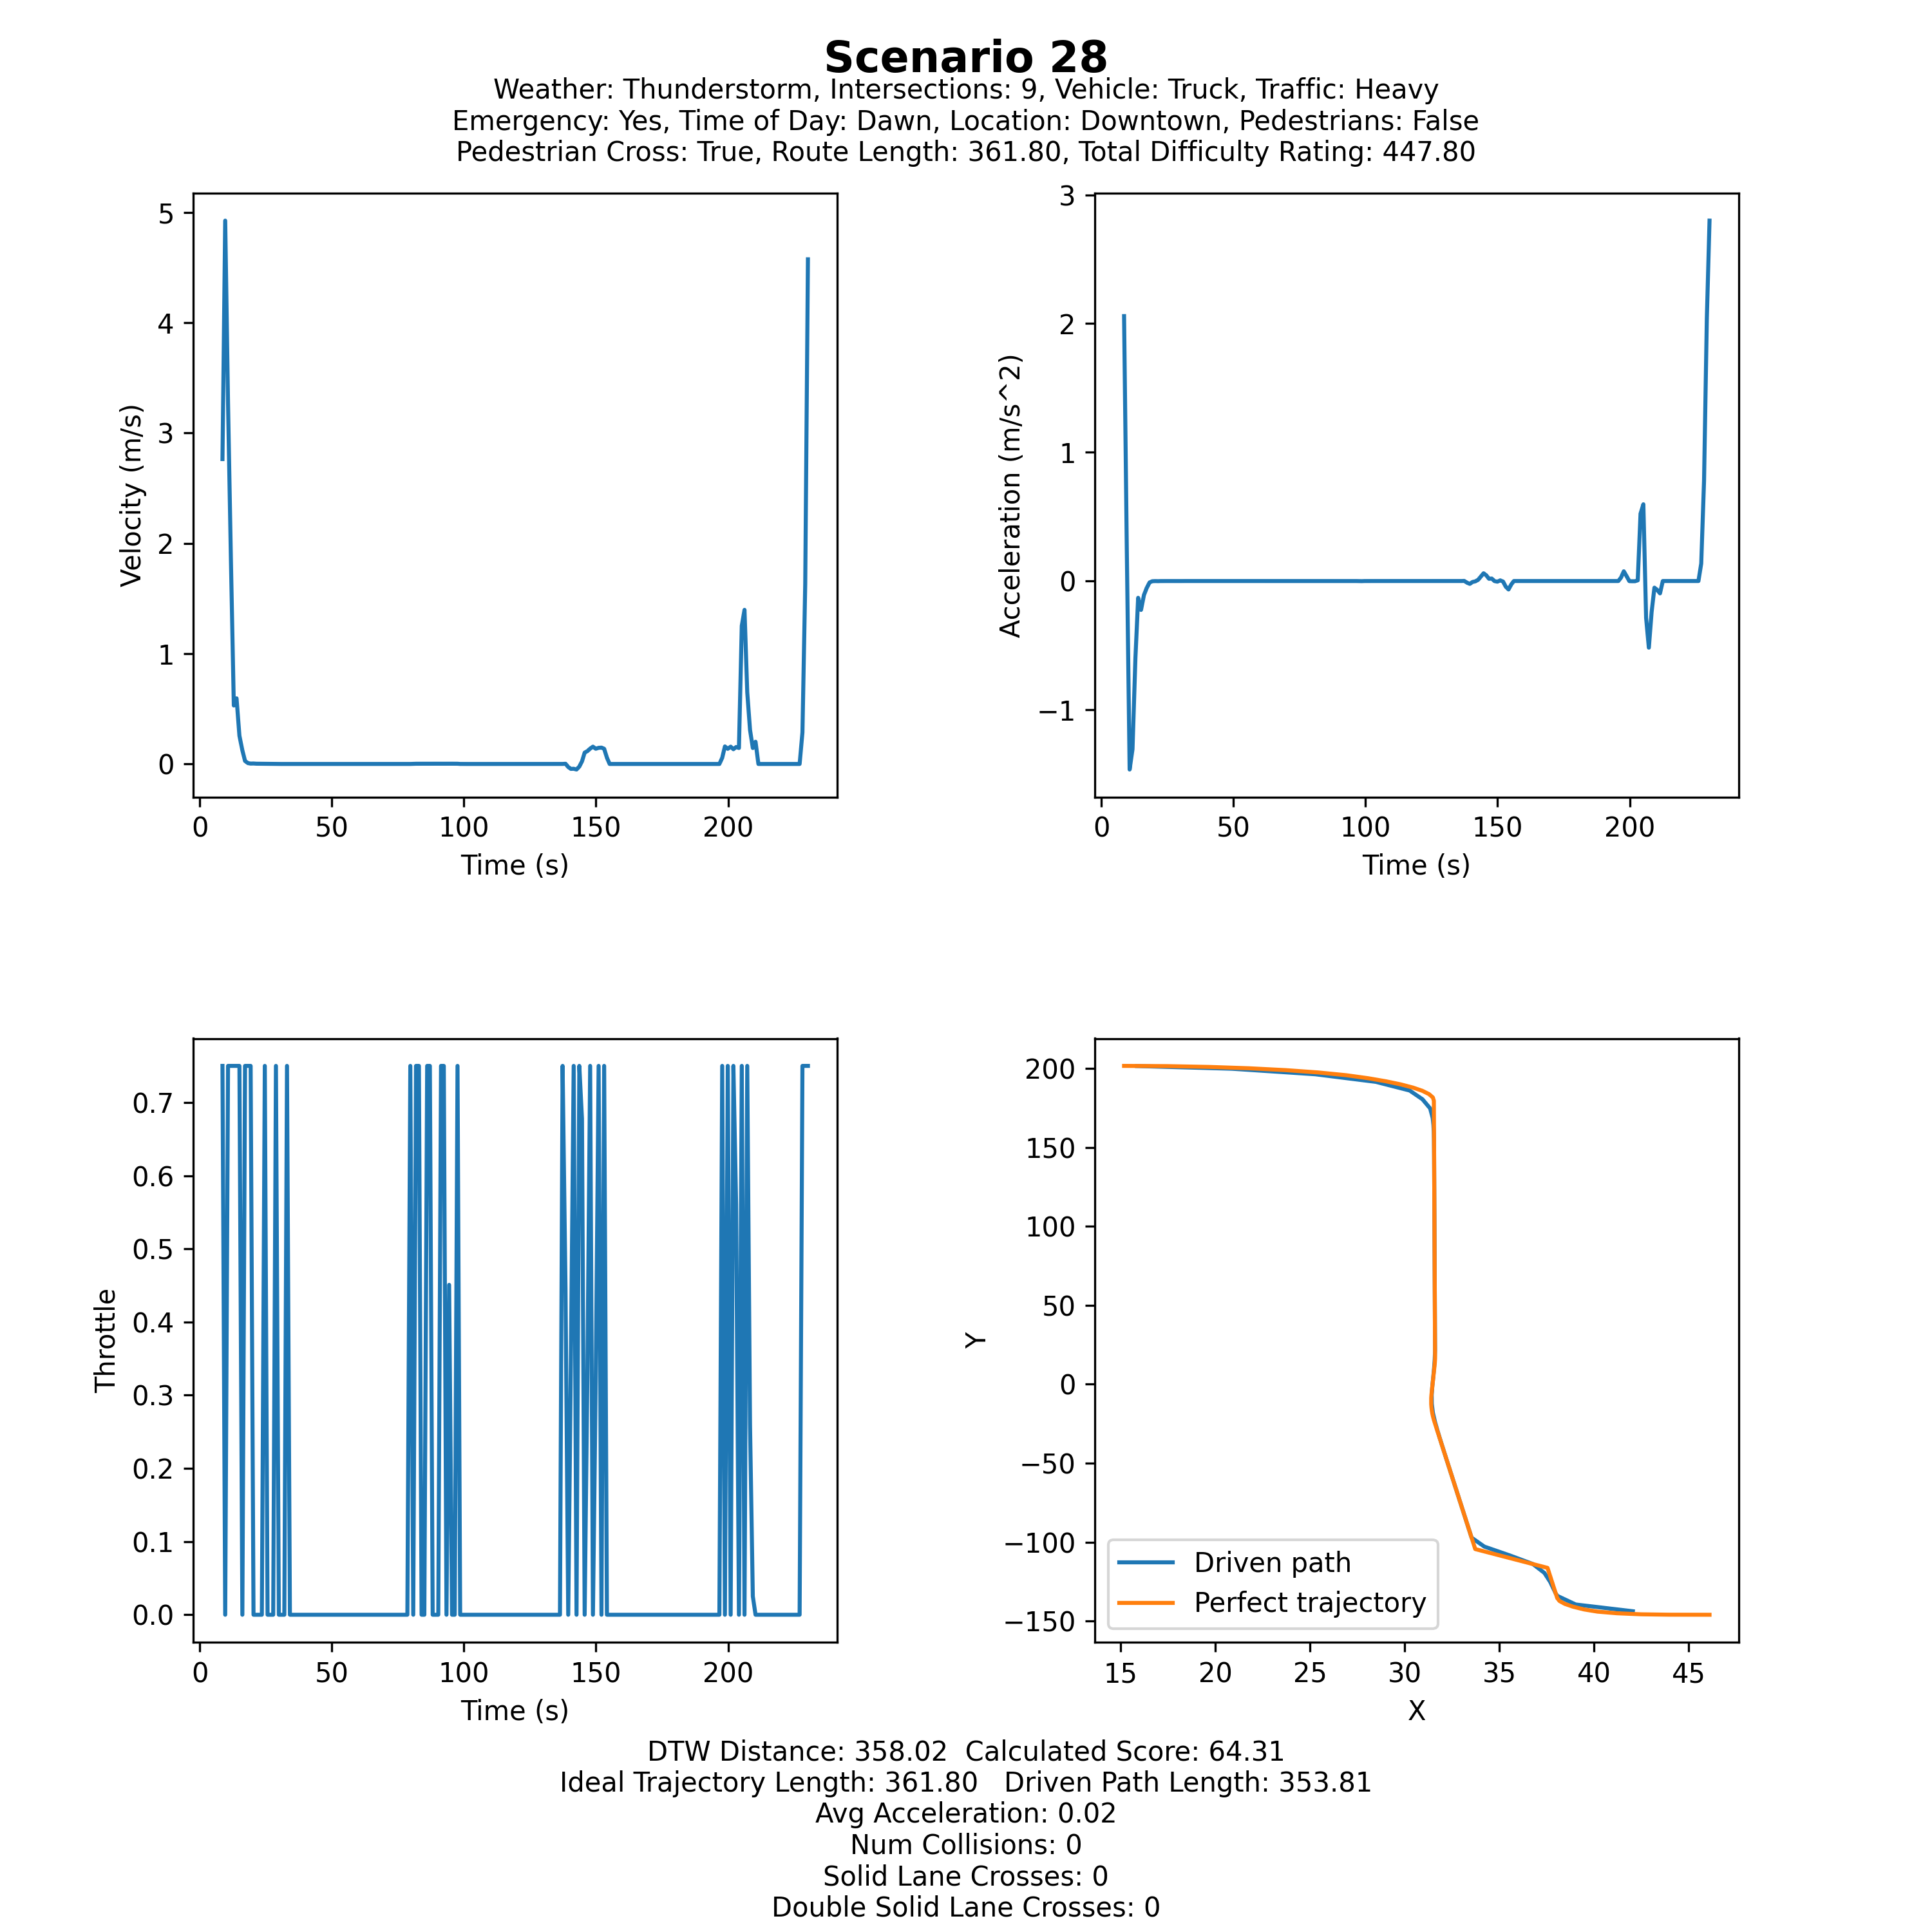 Scenario 28
Weather: Thunderstorm, Intersections: 9, Vehicle: Truck, Traffic: Heavy
Emergency: Yes, Time of Day: Dawn, Location: Downtown, Pedestrians: False
Pedestrian Cross: True, Route Length: 361.80, Total Difficulty Rating: 447.80
5
4
3
2
1
0
Velocity (m/s)
0 50 100 150 200
Time (s)
3
2
1
0
−1
Acceleration (m/s^2)
0 50 100 150 200
Time (s)
0.7
0.6
0.5
0.4
0.3
0.2
0.1
0.0
Throttle
0 50 100 150 200
Time (s)
200
150
100
50
0
−50
−100
−150
Y
Driven path
Perfect trajectory
15 20 25 30 35 40 45
X
DTW Distance: 358.02  Calculated Score: 64.31
Ideal Trajectory Length: 361.80   Driven Path Length: 353.81
Avg Acceleration: 0.02
Num Collisions: 0
Solid Lane Crosses: 0
Double Solid Lane Crosses: 0